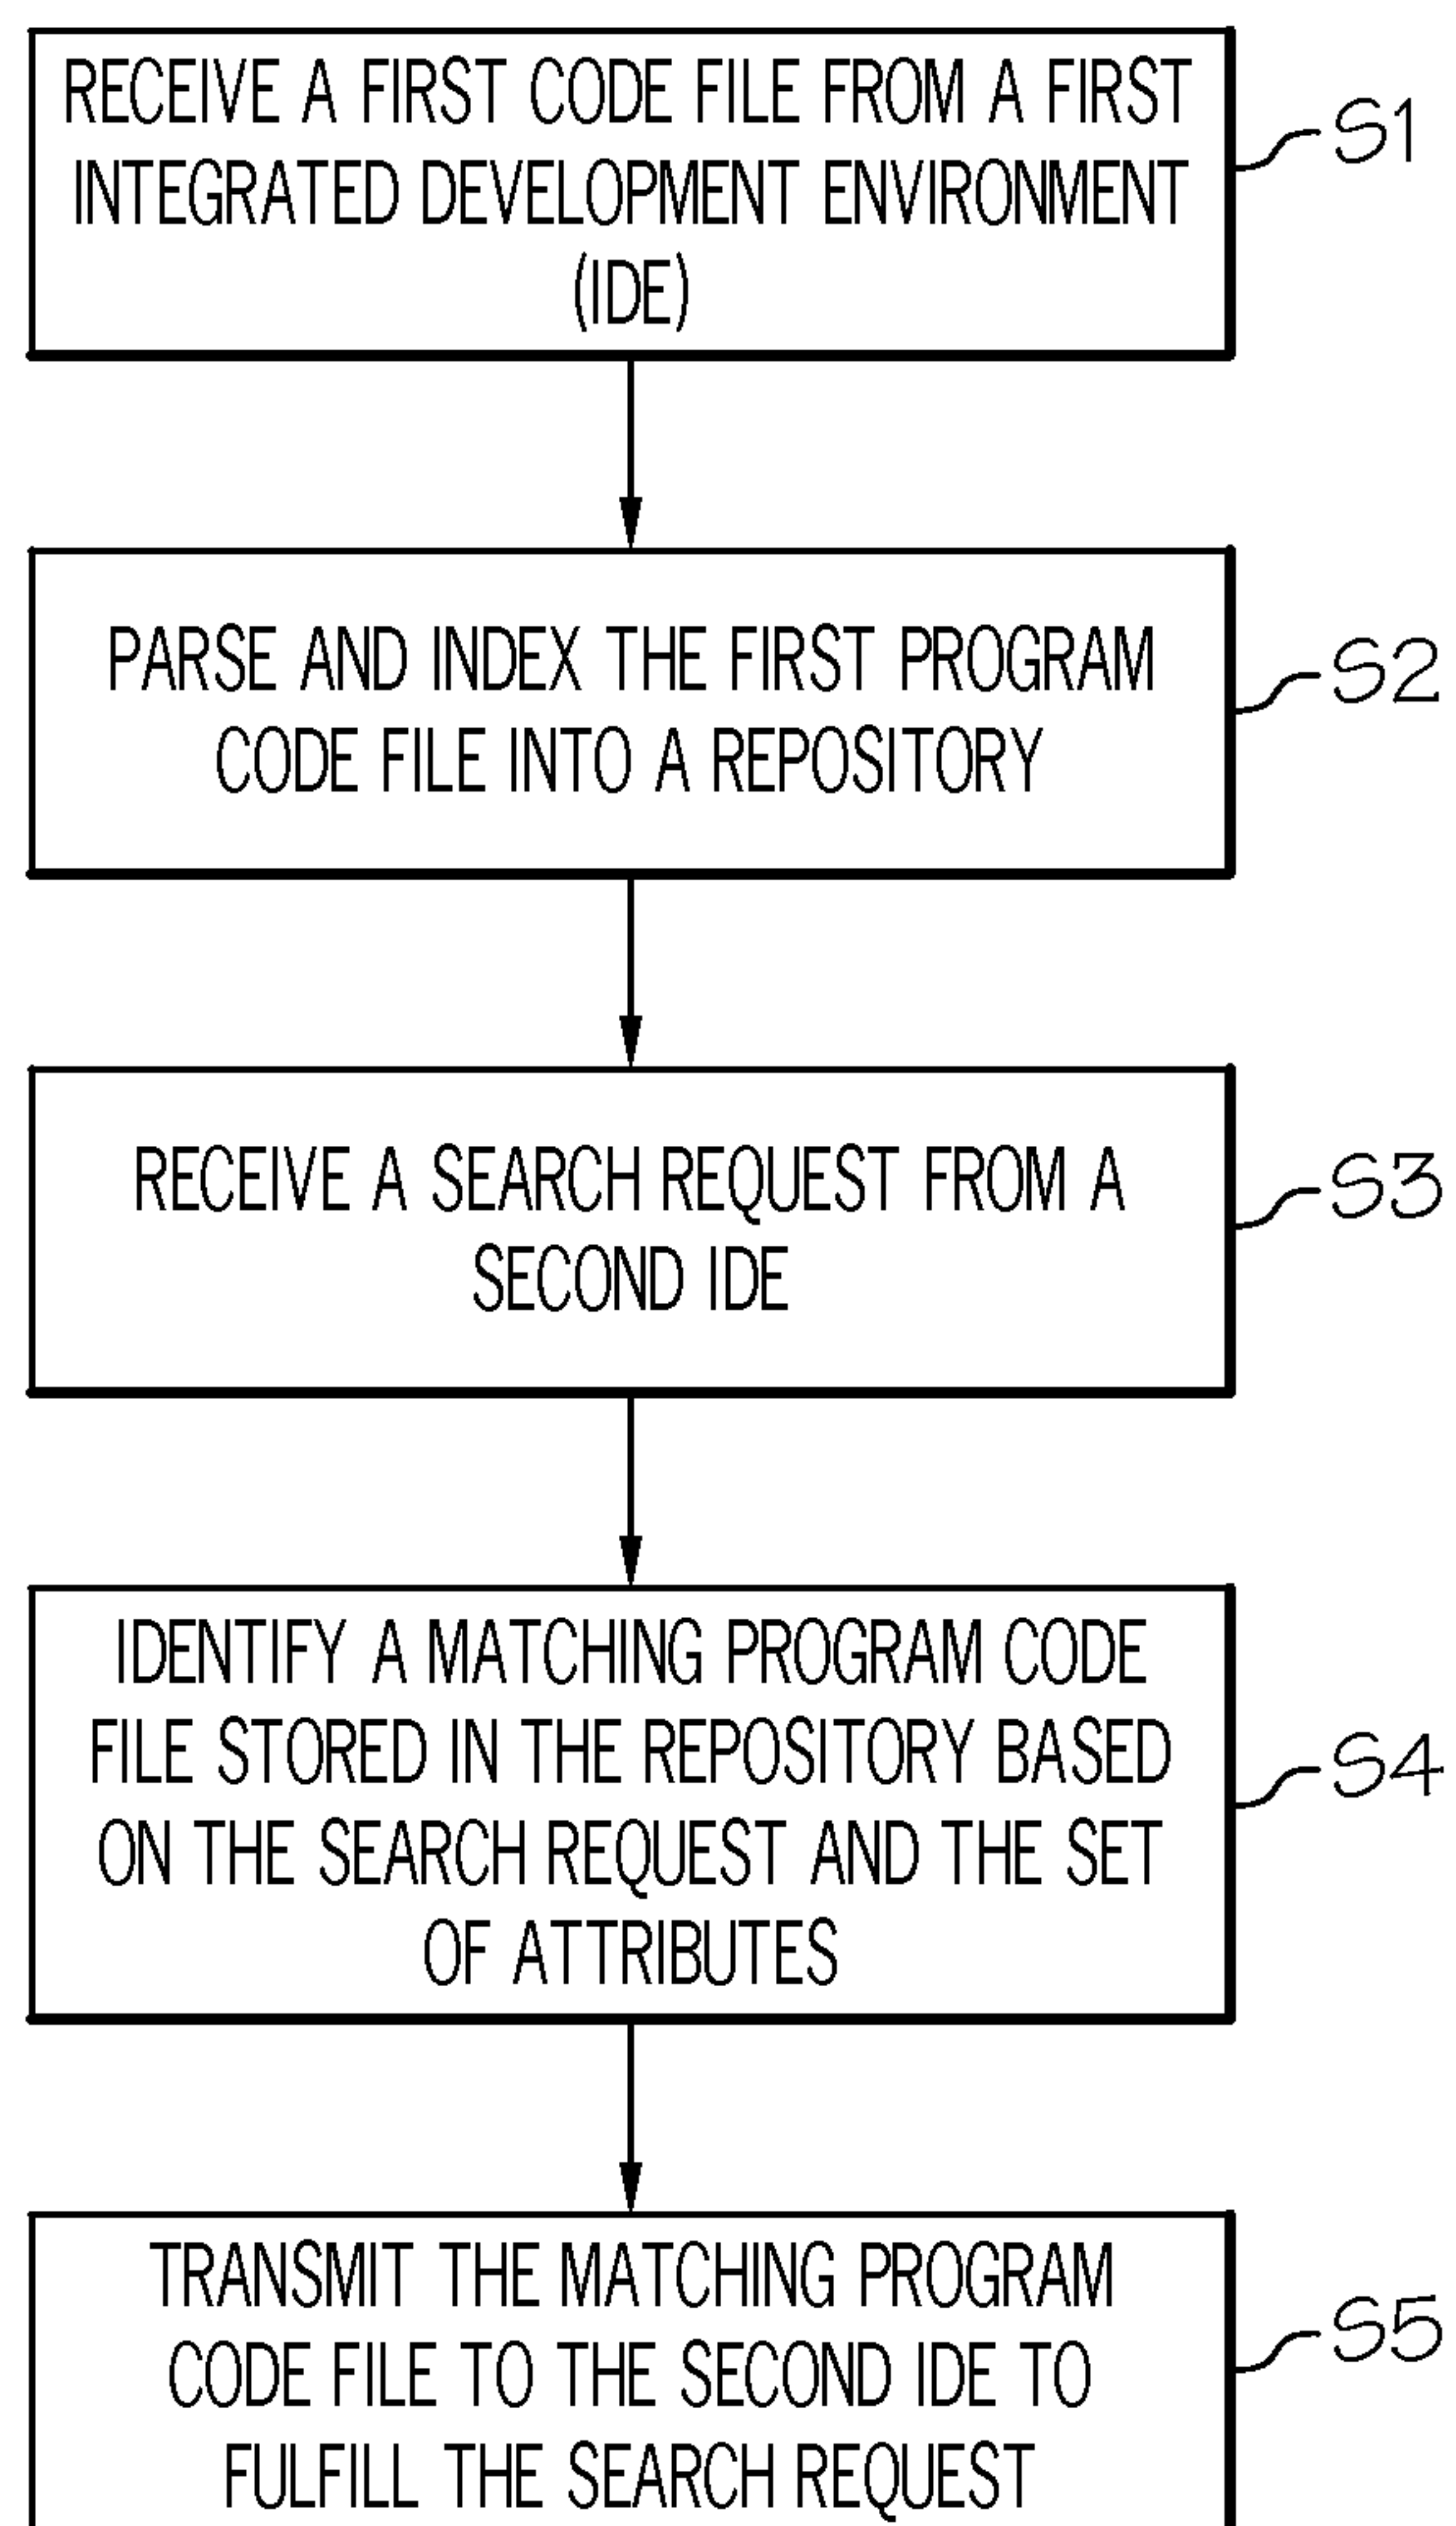 RECEIVE A FIRST CODE FILE FROM A FIRST
INTEGRATED DEVELOPMENT ENVIRONMENT
(IDE)
S1
PARSE AND INDEX THE FIRST PROGRAM
CODE FILE INTO A REPOSITORY
S2
RECEIVE A SEARCH REQUEST FROM A
SECOND IDE
S3
IDENTIFY A MATCHING PROGRAM CODE
FILE STORED IN THE REPOSITORY BASED
ON THE SEARCH REQUEST AND THE SET
OF ATTRIBUTES
S4
TRANSMIT THE MATCHING PROGRAM
CODE FILE TO THE SECOND IDE TO
FULFILL THE SEARCH REQUEST
S5